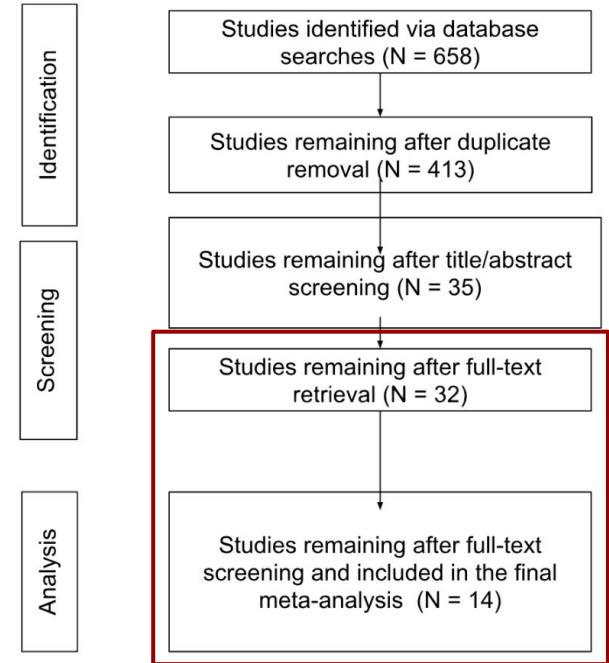 Identification
Studies identified via database
searches (N = 658)
Studies remaining after duplicate
removal (N = 413)
Screening
Studies remaining after title/abstract
screening (N = 35)
Studies remaining after full-text
retrieval (N = 32)
Analysis
Studies remaining after full-text
screening and included in the final
meta-analysis (N = 14)